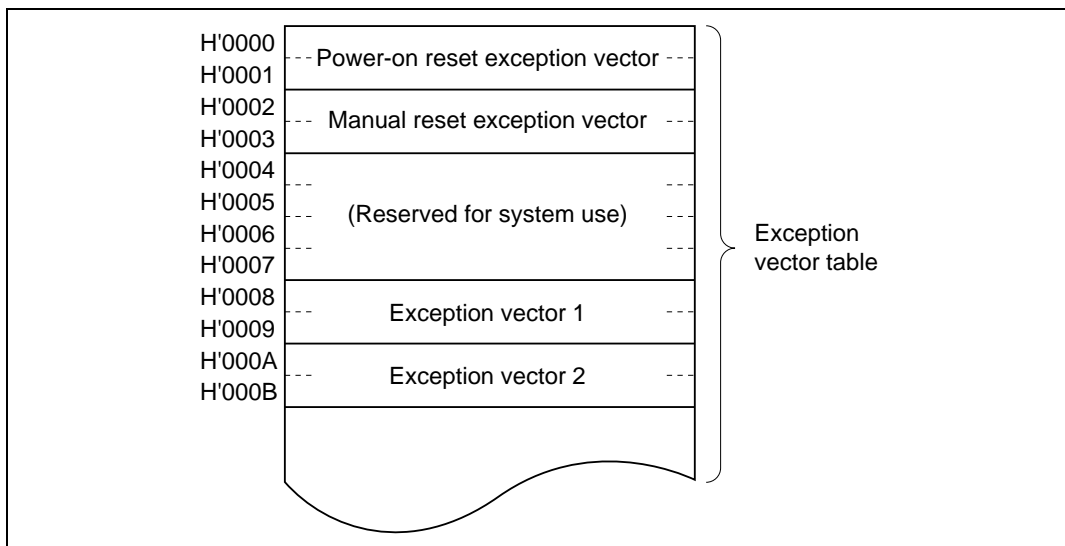 H'0000
Power-on reset exception vector
H'0001
H'0002
Manual reset exception vector
H'0003
H'0004
H'0005
(Reserved for system use)
H'0006
H'0007
Exception
vector table
H'0008
Exception vector 1
H'0009
H'000A
Exception vector 2
H'000B